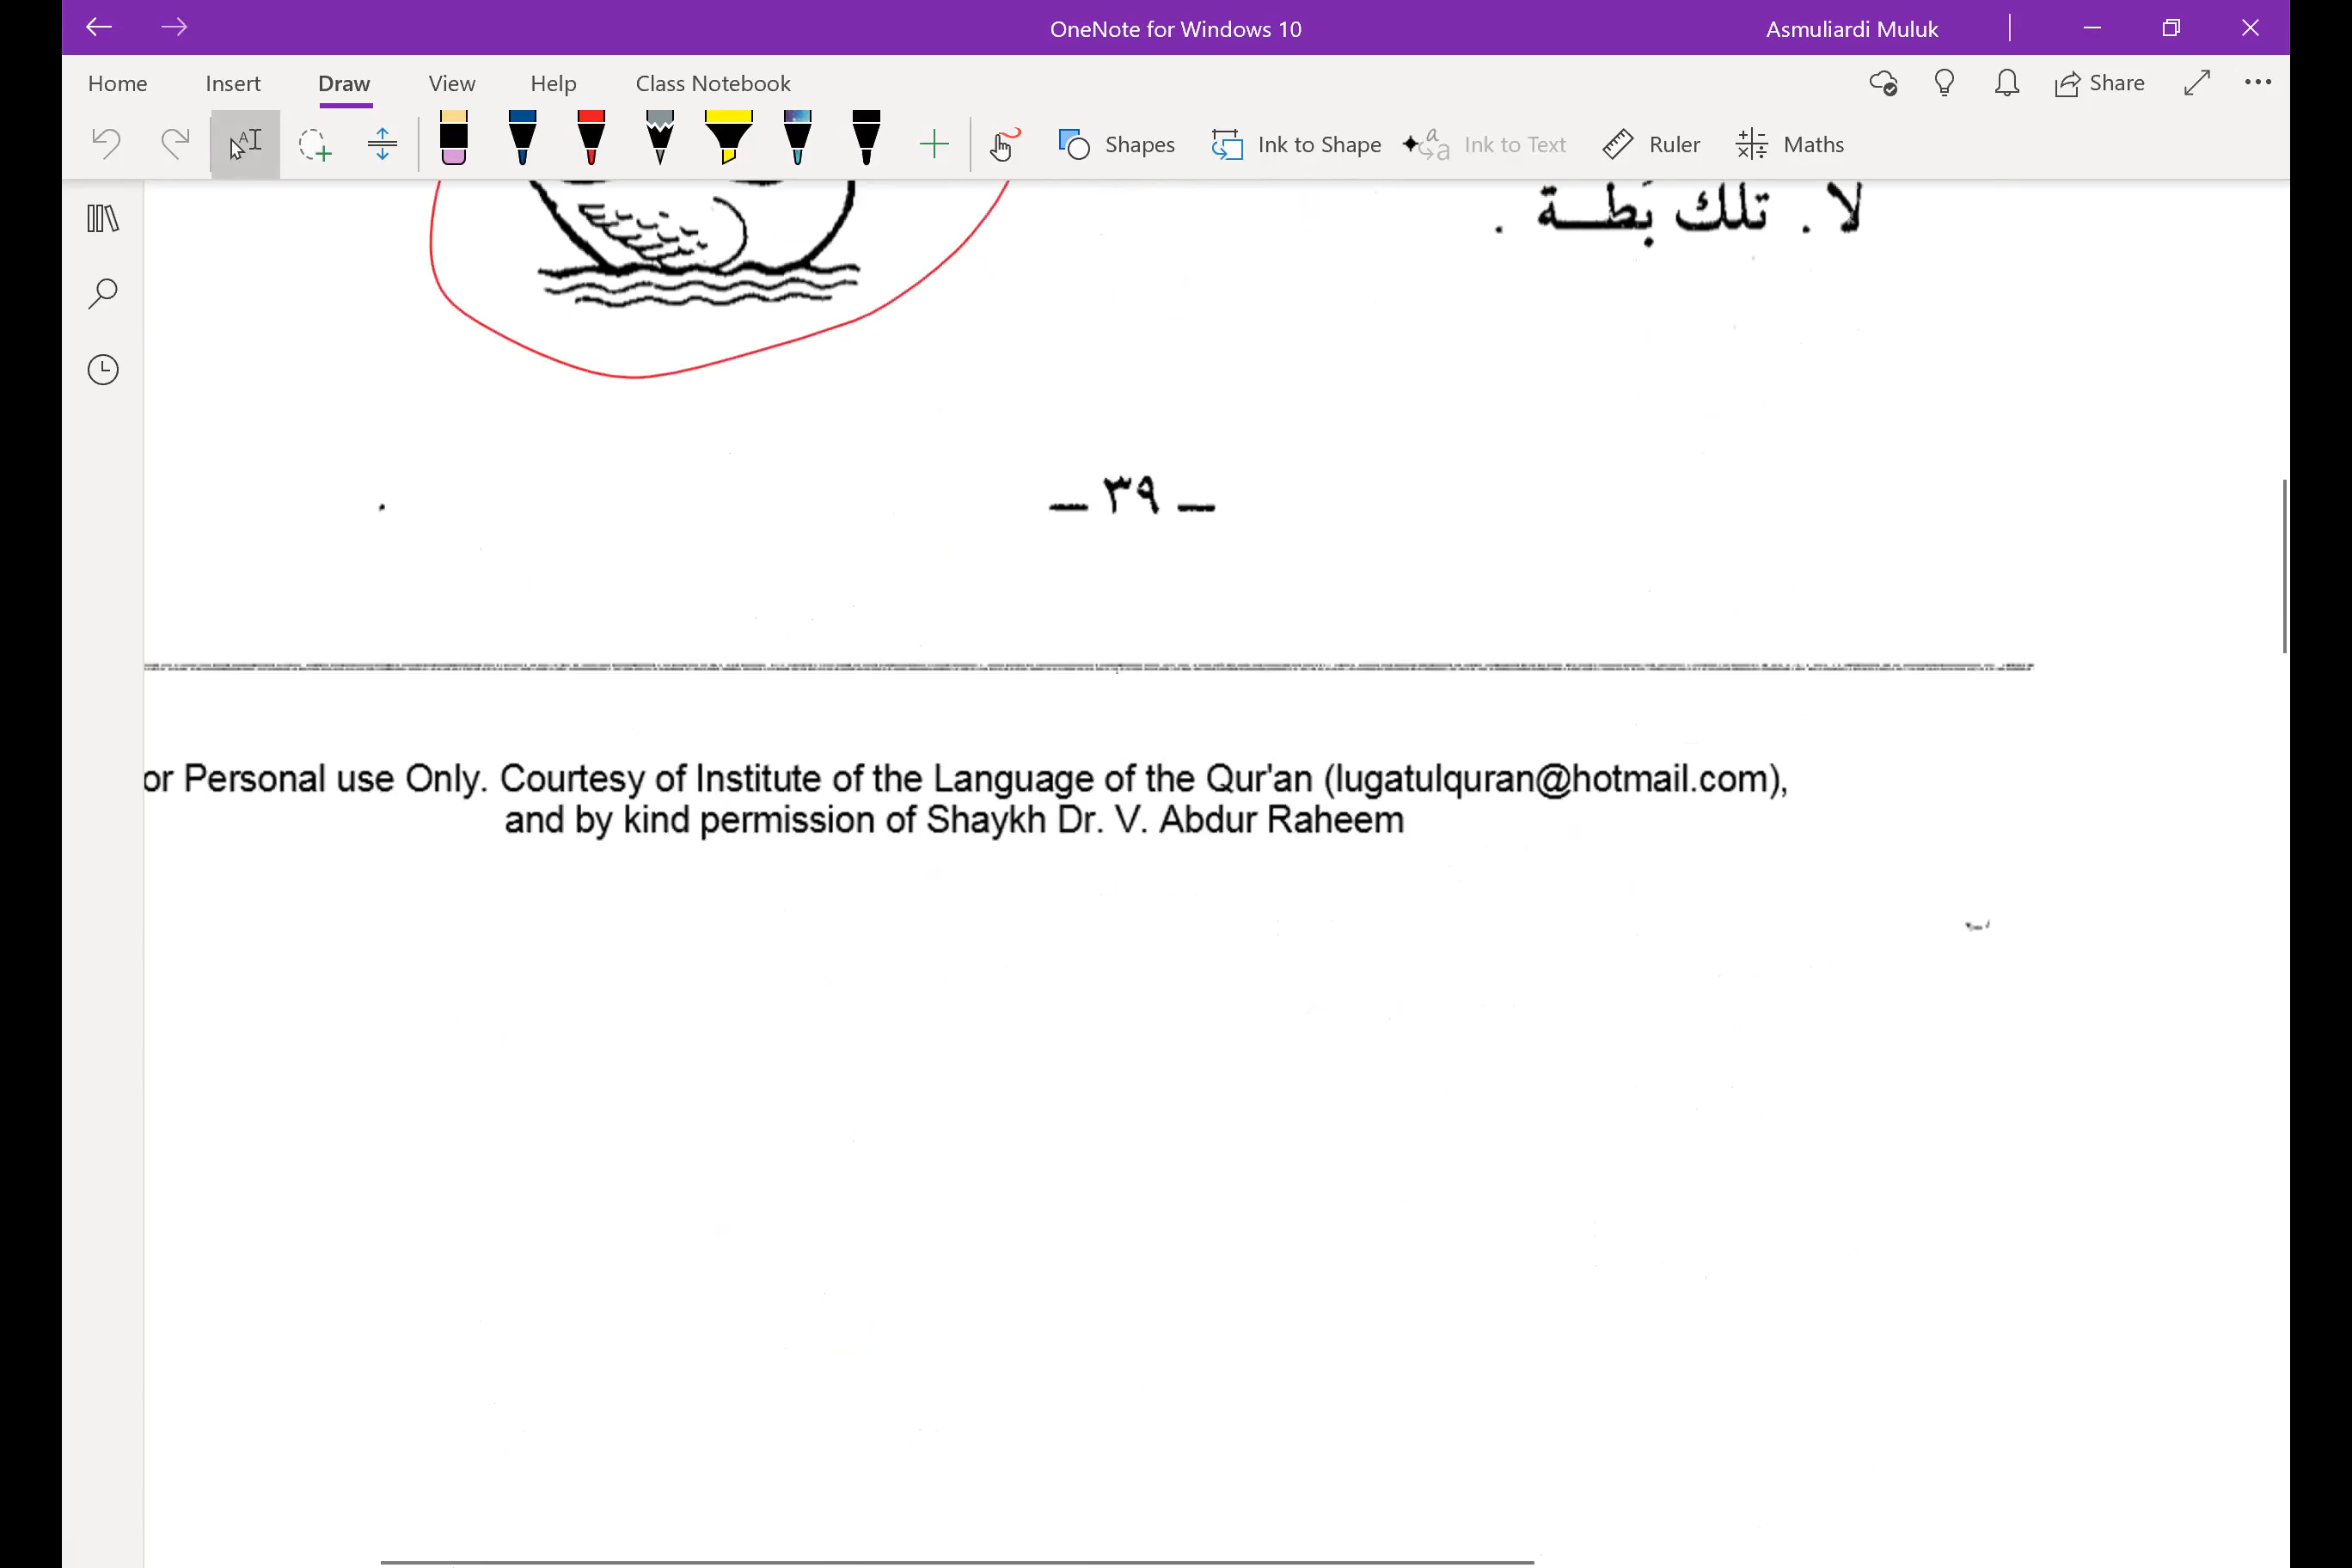 OneNote for Windows 10
Asmuliardi Muluk
Home Insert Draw View Help Class Notebook Share
Shapes Ink to Shape Ink to Text Ruler Maths
لا . تلك بَطـــة .
— ٣٩ —
or Personal use Only. Courtesy of Institute of the Language of the Qur'an (lugatulquran@hotmail.com),
and by kind permission of Shaykh Dr. V. Abdur Raheem